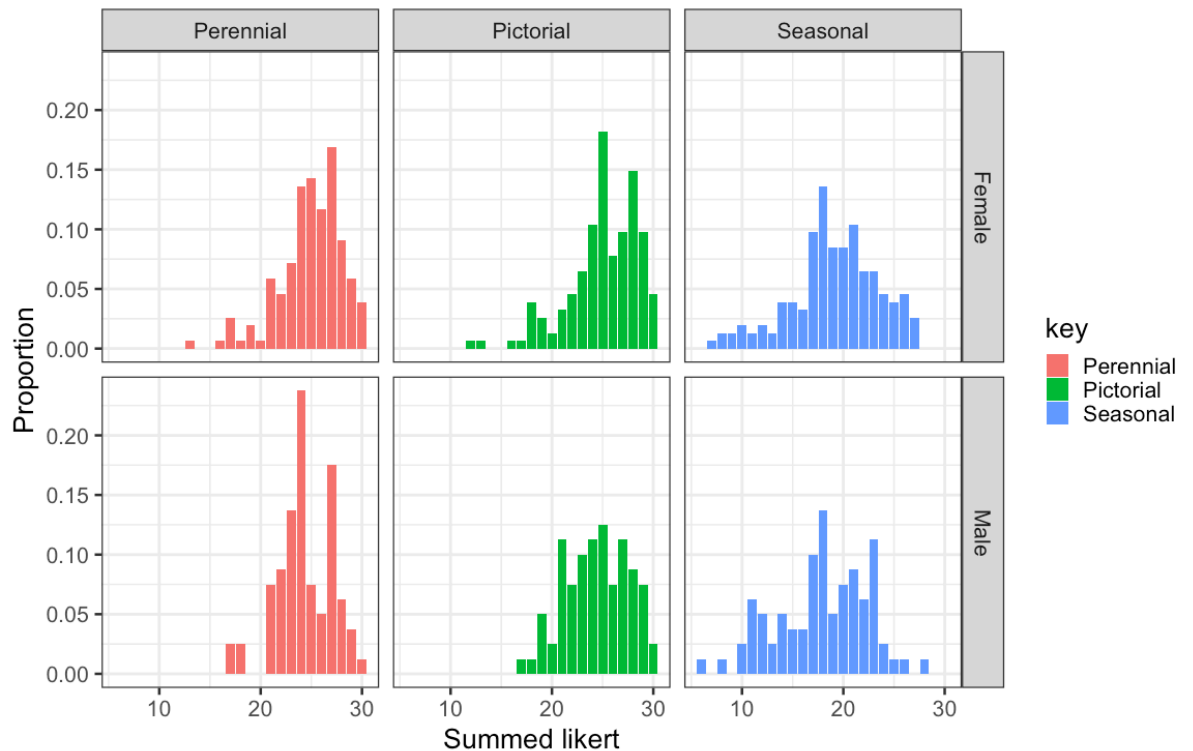 Perennial
Pictorial
Seasonal
Proportion
0.20
0.15
0.10
0.05
0.00
Female
0.20
0.15
0.10
0.05
0.00
Male
10 20 30
10 20 30
10 20 30
Summed likert
key
Perennial
Pictorial
Seasonal